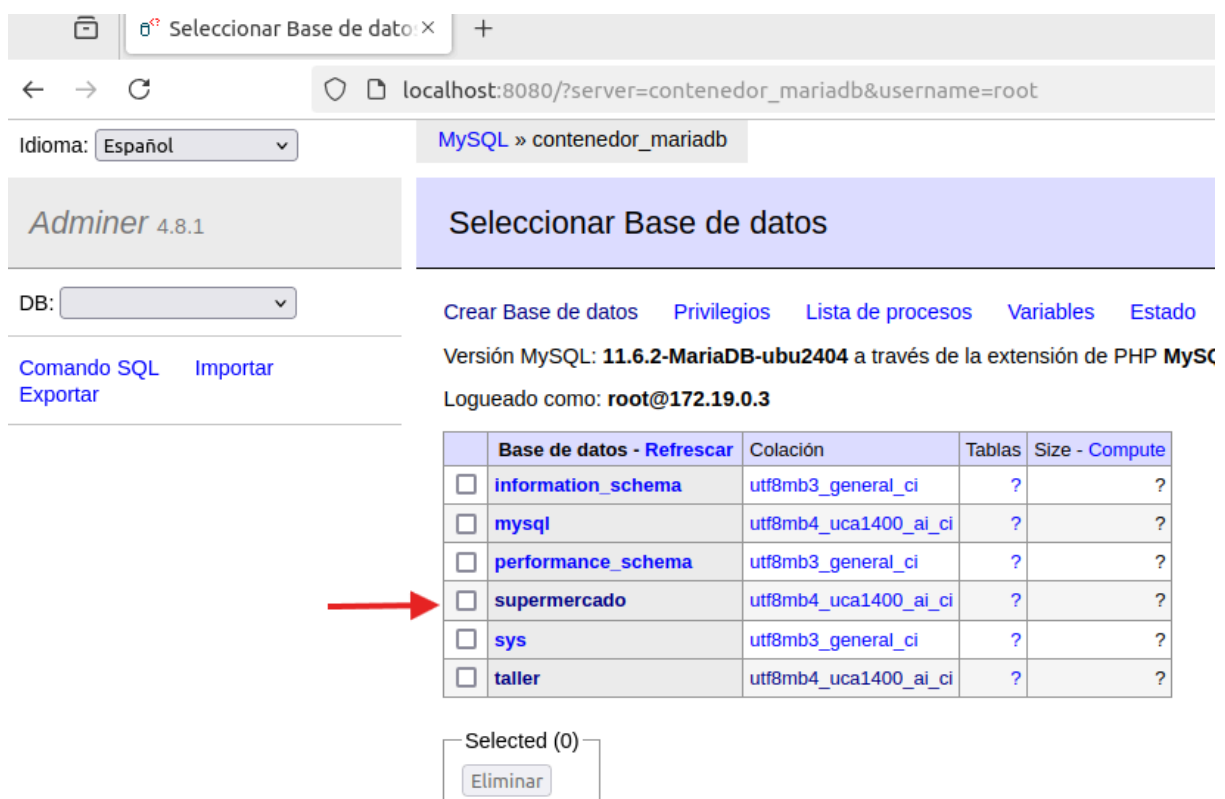 Seleccionar Base de dato
localhost:8080/?server=contenedor_mariadb&username=root
Idioma: Español
MySQL » contenedor_mariadb
Adminer 4.8.1
Seleccionar Base de datos
DB:
Crear Base de datos Privilegios Lista de procesos Variables Estado
Comando SQL Importar
Exportar
Versión MySQL: 11.6.2-MariaDB-ubu2404 a través de la extensión de PHP
Logueado como: root@172.19.0.3
Base de datos - Refrescar Colación Tablas Size - Compute
information_schema utf8mb3_general_ci ? ?
mysql utf8mb4_uca1400_ai_ci ? ?
performance_schema utf8mb3_general_ci ? ?
supermercado utf8mb4_uca1400_ai_ci ? ?
sys utf8mb3_general_ci ? ?
taller utf8mb4_uca1400_ai_ci ? ?
Selected (0)
Eliminar